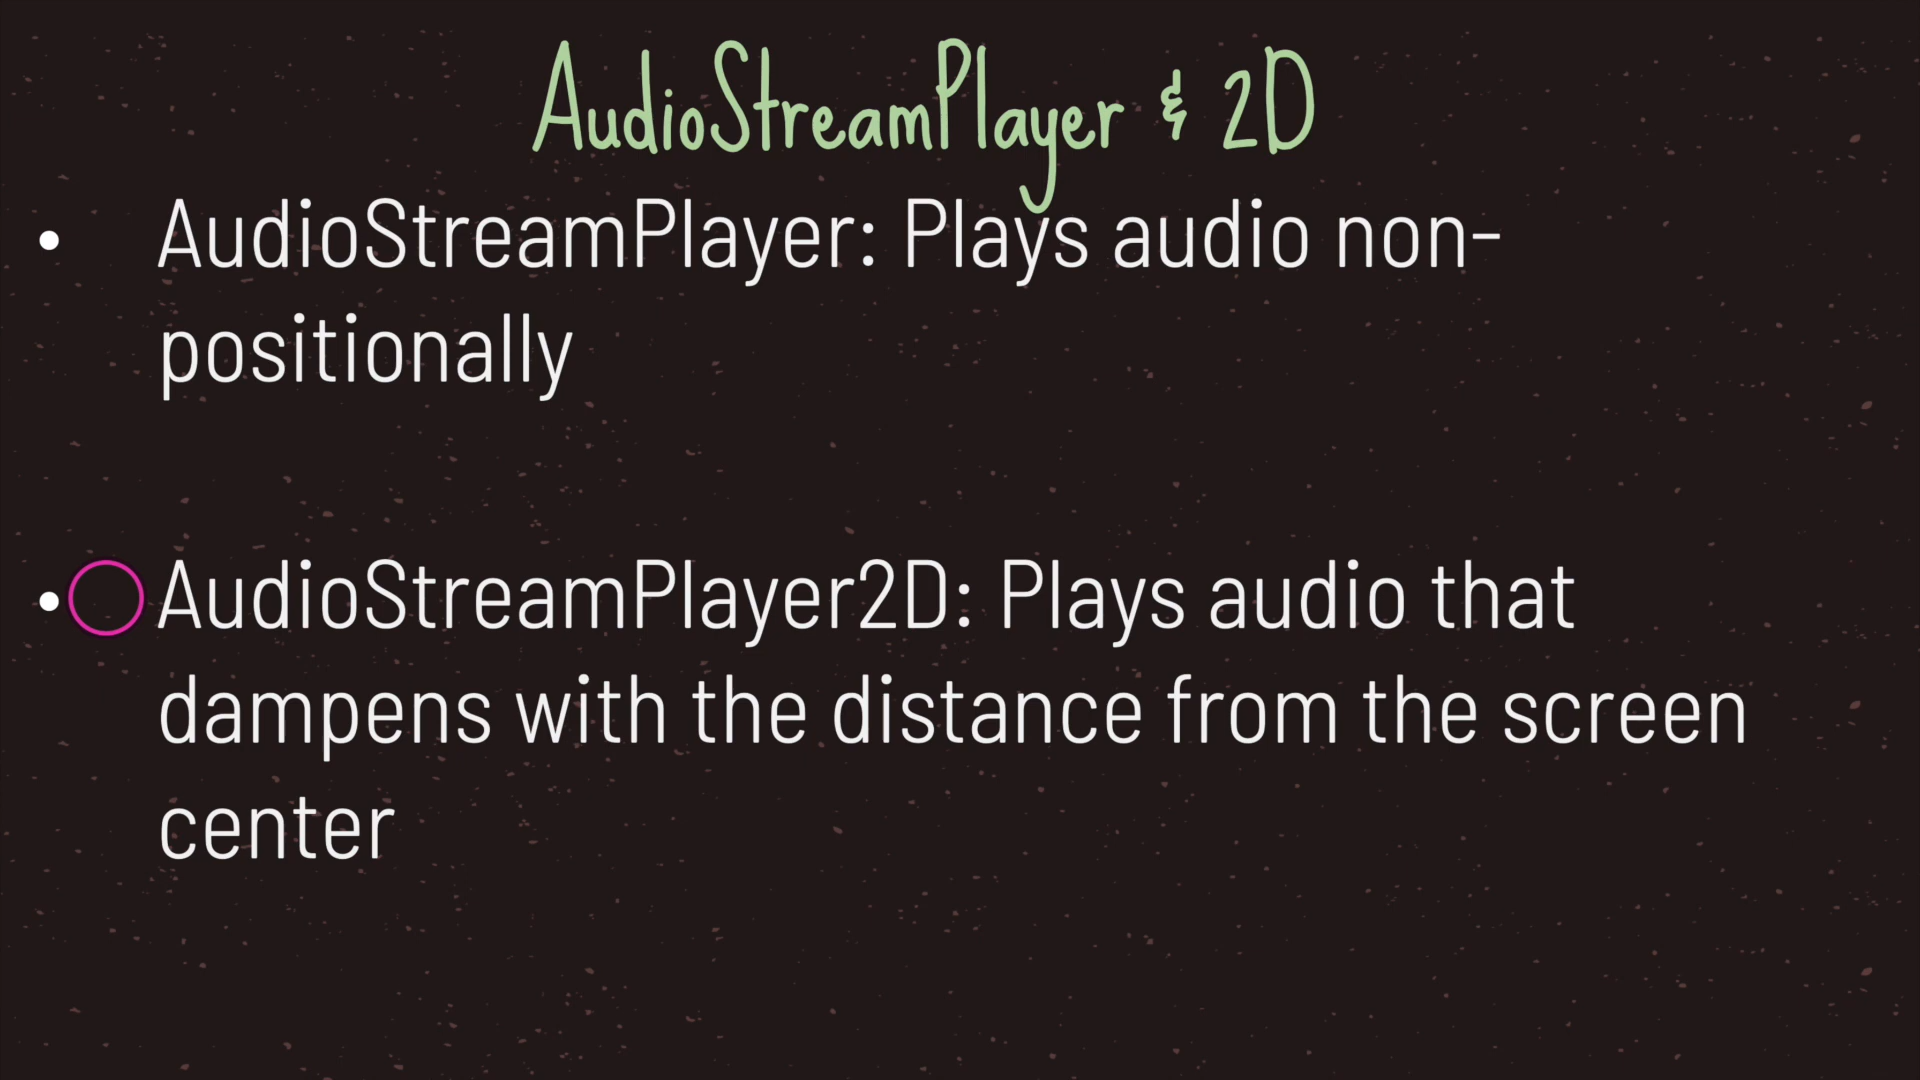 AudioStreamPlayer & 2D
• AudioStreamPlayer: Plays audio non-
positionally
• AudioStreamPlayer2D: Plays audio that
dampens with the distance from the screen
center